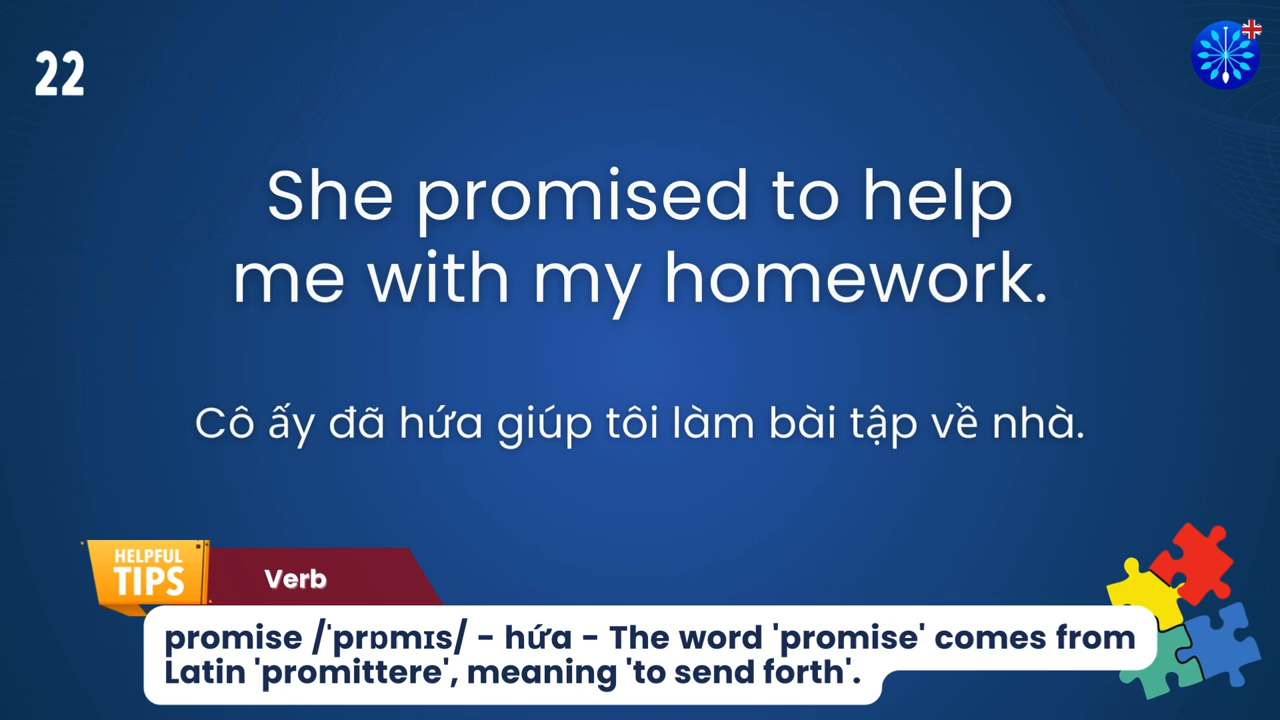 22
She promised to help
me with my homework.
Cô ấy đã hứa giúp tôi làm bài tập về nhà.
HELPFUL
TIPS
Verb
promise /ˈprɒmɪs/ - hứa - The word 'promise' comes from
Latin 'promittere', meaning 'to send forth'.